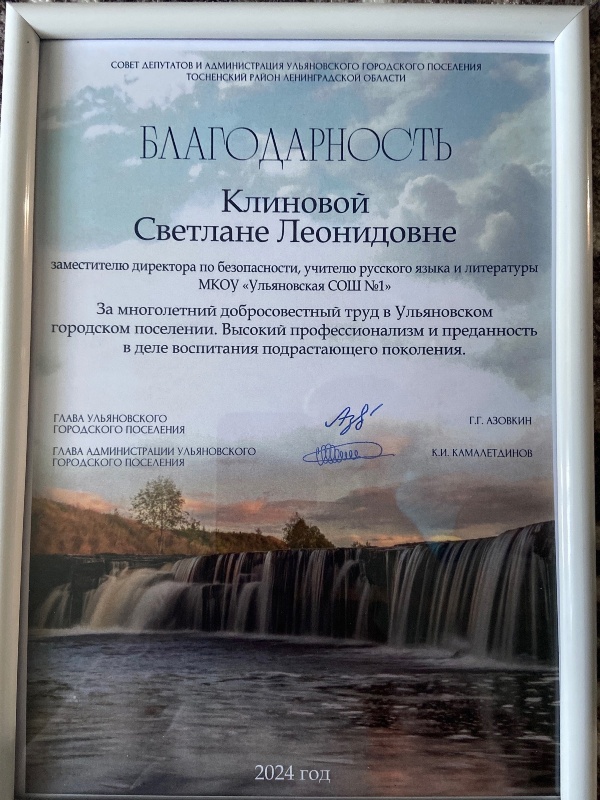 СОВЕТ ДЕПУТАТОВ И АДМИНИСТРАЦИЯ УЛЬЯНОВСКОГО ГОРОДСКОГО ПОСЕЛЕНИЯ
ТОСНЕНСКИЙ РАЙОН ЛЕНИНГРАДСКОЙ ОБЛАСТИ
БЛАГОДАРНОСТЬ
Клиновой
Светлане Леонидовне
заместителю директора по безопасности, учителю русского языка и литературы
МКОУ «Ульяновская СОШ №1»
За многолетний добросовестный труд в Ульяновском
городском поселении. Высокий профессионализм и преданность
в деле воспитания подрастающего поколения.
ГЛАВА УЛЬЯНОВСКОГО
ГОРОДСКОГО ПОСЕЛЕНИЯ
Г.Г. АЗОВКИН
ГЛАВА АДМИНИСТРАЦИИ УЛЬЯНОВСКОГО
ГОРОДСКОГО ПОСЕЛЕНИЯ
К.И. КАМАЛЕТДИНОВ
2024 год